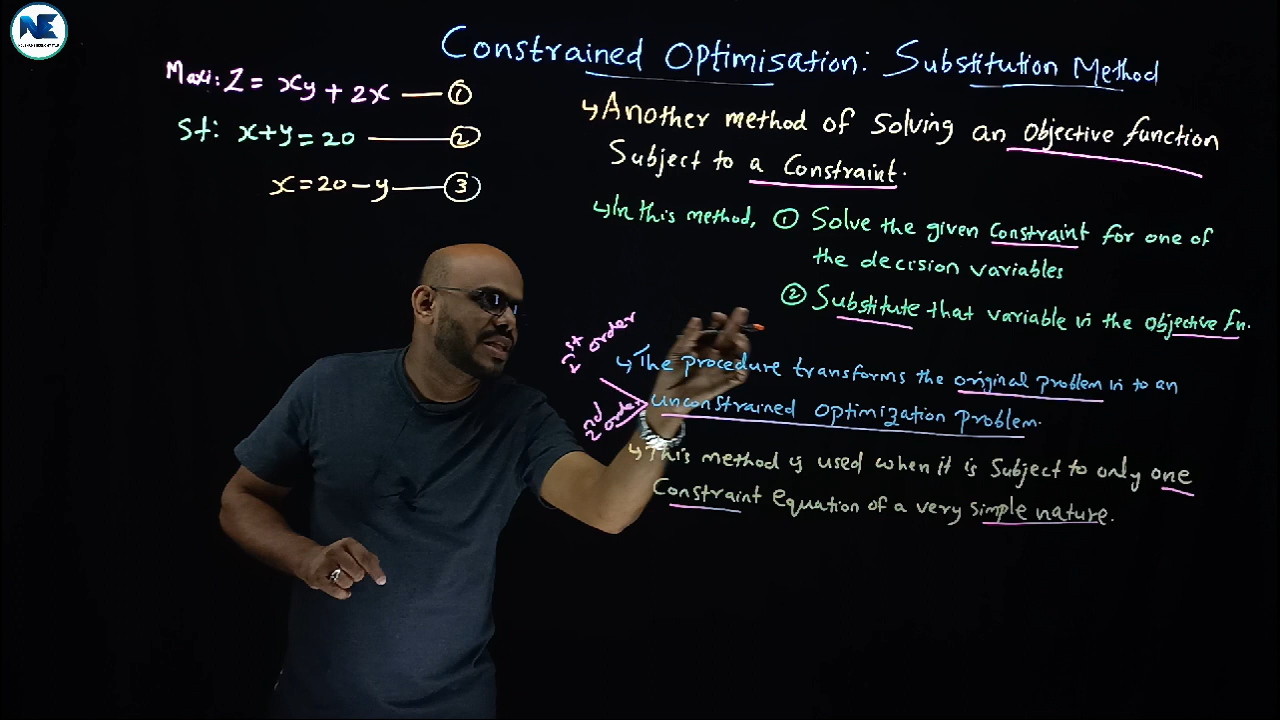 NE
Constrained Optimisation: Substitution Method
Maxi: Z = xy + 2x — ①
St: x+y = 20 — ②
x = 20 - y — ③
↳ Another method of Solving an Objective function
Subject to a Constraint.
↳ In this method, ① Solve the given Constraint for one of
the decision variables
② Substitute that variable in the Objective fn.
↳ The procedure transforms the original problem in to an
unconstrained optimization problem.
1st order
2nd order
↳ This method is used when it is Subject to only one
Constraint equation of a very simple nature.